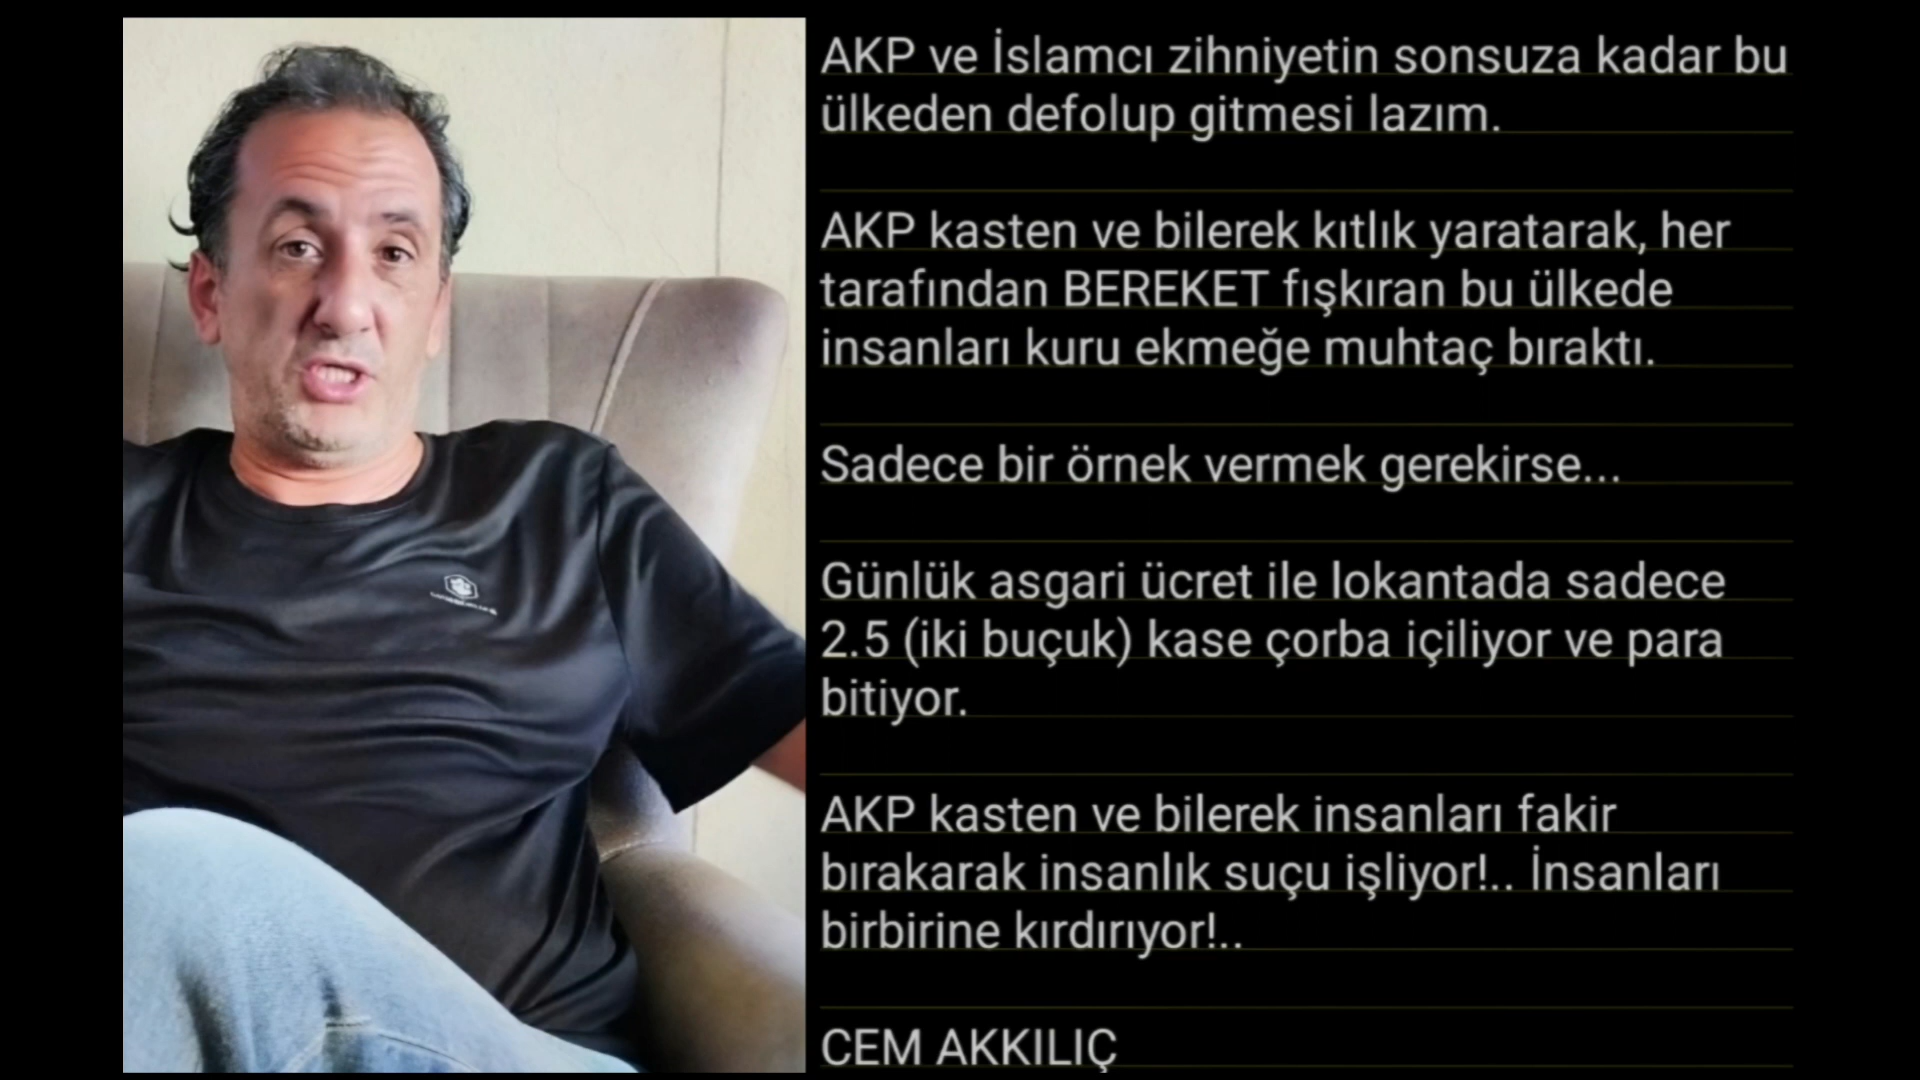 AKP ve İslamcı zihniyetin sonsuza kadar bu
ülkeden defolup gitmesi lazım.
AKP kasten ve bilerek kıtlık yaratarak, her
tarafından BEREKET fışkıran bu ülkede
insanları kuru ekmeğe muhtaç bıraktı.
Sadece bir örnek vermek gerekirse...
Günlük asgari ücret ile lokantada sadece
2.5 (iki buçuk) kase çorba içiliyor ve para
bitiyor.
AKP kasten ve bilerek insanları fakir
bırakarak insanlık suçu işliyor!.. İnsanları
birbirine kırdırıyor!..
CEM AKKILIÇ